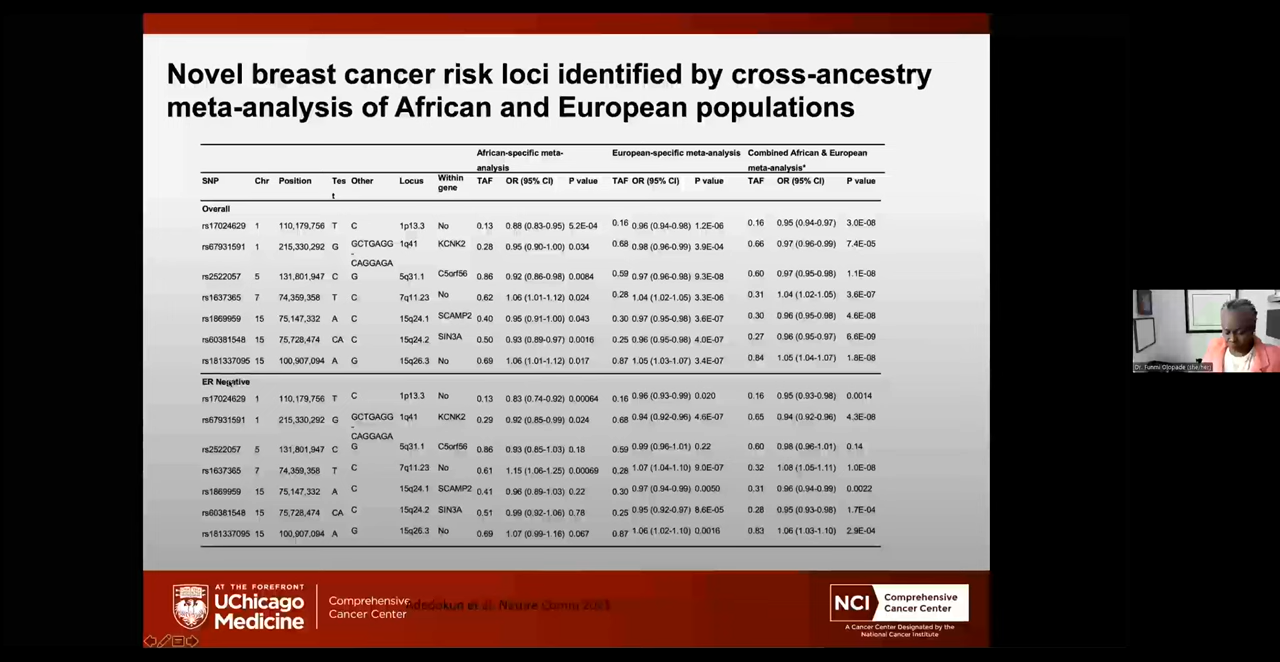 Novel breast cancer risk loci identified by cross-ancestry
meta-analysis of African and European populations
African-specific meta-analysis European-specific meta-analysis Combined African & European meta-analysis*
SNP Chr Position Test Other Locus Within gene TAF OR (95% CI) P value TAF OR (95% CI) P value TAF OR (95% CI) P value
Overall
rs17024629 1 110,179,756 T C 1p13.3 No 0.13 0.88 (0.83-0.95) 5.2E-04 0.16 0.96 (0.94-0.98) 1.2E-06 0.16 0.95 (0.94-0.97) 3.0E-08
rs67931591 1 215,330,292 G GCTGAGG-CAGGAGA 1q41 KCNK2 0.28 0.95 (0.90-1.00) 0.034 0.68 0.98 (0.96-0.99) 3.9E-04 0.66 0.97 (0.96-0.99) 7.4E-05
rs2522057 5 131,801,947 C G 5q31.1 C5orf56 0.86 0.92 (0.86-0.98) 0.0084 0.59 0.97 (0.96-0.98) 9.3E-08 0.60 0.97 (0.95-0.98) 1.1E-08
rs1637365 7 74,359,358 T C 7q11.23 No 0.62 1.06 (1.01-1.12) 0.024 0.28 1.04 (1.02-1.05) 3.3E-06 0.31 1.04 (1.02-1.05) 3.6E-07
rs1869959 15 75,147,332 A C 15q24.1 SCAMP2 0.40 0.95 (0.91-1.00) 0.043 0.30 0.97 (0.95-0.98) 3.6E-07 0.30 0.96 (0.95-0.98) 4.6E-08
rs60381548 15 75,728,474 CA C 15q24.2 SIN3A 0.50 0.93 (0.89-0.97) 0.0016 0.25 0.96 (0.95-0.98) 4.0E-07 0.27 0.96 (0.95-0.97) 6.6E-09
rs181337095 15 100,907,094 A G 15q26.3 No 0.69 1.06 (1.01-1.12) 0.017 0.87 1.05 (1.03-1.07) 3.4E-07 0.84 1.05 (1.04-1.07) 1.8E-08
ER Negative
rs17024629 1 110,179,756 T C 1p13.3 No 0.13 0.83 (0.74-0.92) 0.00064 0.16 0.96 (0.93-0.99) 0.020 0.16 0.95 (0.93-0.98) 0.0014
rs67931591 1 215,330,292 G GCTGAGG-CAGGAGA 1q41 KCNK2 0.29 0.92 (0.85-0.99) 0.024 0.68 0.94 (0.92-0.96) 4.6E-07 0.65 0.94 (0.92-0.96) 4.3E-08
rs2522057 5 131,801,947 C G 5q31.1 C5orf56 0.86 0.93 (0.85-1.03) 0.18 0.59 0.99 (0.96-1.01) 0.22 0.60 0.98 (0.96-1.01) 0.14
rs1637365 7 74,359,358 T C 7q11.23 No 0.61 1.15 (1.06-1.25) 0.00069 0.28 1.07 (1.04-1.10) 9.0E-07 0.32 1.08 (1.05-1.11) 1.0E-08
rs1869959 15 75,147,332 A C 15q24.1 SCAMP2 0.41 0.96 (0.89-1.03) 0.22 0.30 0.97 (0.94-0.99) 0.0050 0.31 0.96 (0.94-0.99) 0.0022
rs60381548 15 75,728,474 CA C 15q24.2 SIN3A 0.51 0.99 (0.92-1.06) 0.78 0.25 0.95 (0.92-0.97) 8.6E-05 0.28 0.95 (0.93-0.98) 1.7E-04
rs181337095 15 100,907,094 A G 15q26.3 No 0.69 1.07 (0.99-1.16) 0.067 0.87 1.06 (1.02-1.10) 0.0016 0.83 1.06 (1.03-1.10) 2.9E-04
AT THE FOREFRONT
UChicago
Medicine
Comprehensive
Cancer Center
NCI Comprehensive
Cancer Center
A Cancer Center Designated by the
National Cancer Institute
Dr. Funmi Olopade (she/her)